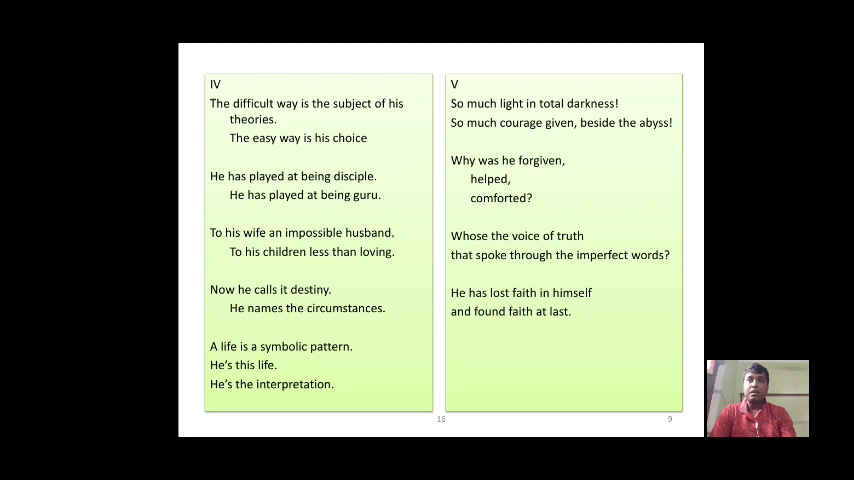 IV
The difficult way is the subject of his
theories.
The easy way is his choice
He has played at being disciple.
He has played at being guru.
To his wife an impossible husband.
To his children less than loving.
Now he calls it destiny.
He names the circumstances.
A life is a symbolic pattern.
He’s this life.
He’s the interpretation.
V
So much light in total darkness!
So much courage given, beside the abyss!
Why was he forgiven,
helped,
comforted?
Whose the voice of truth
that spoke through the imperfect words?
He has lost faith in himself
and found faith at last.
16
9